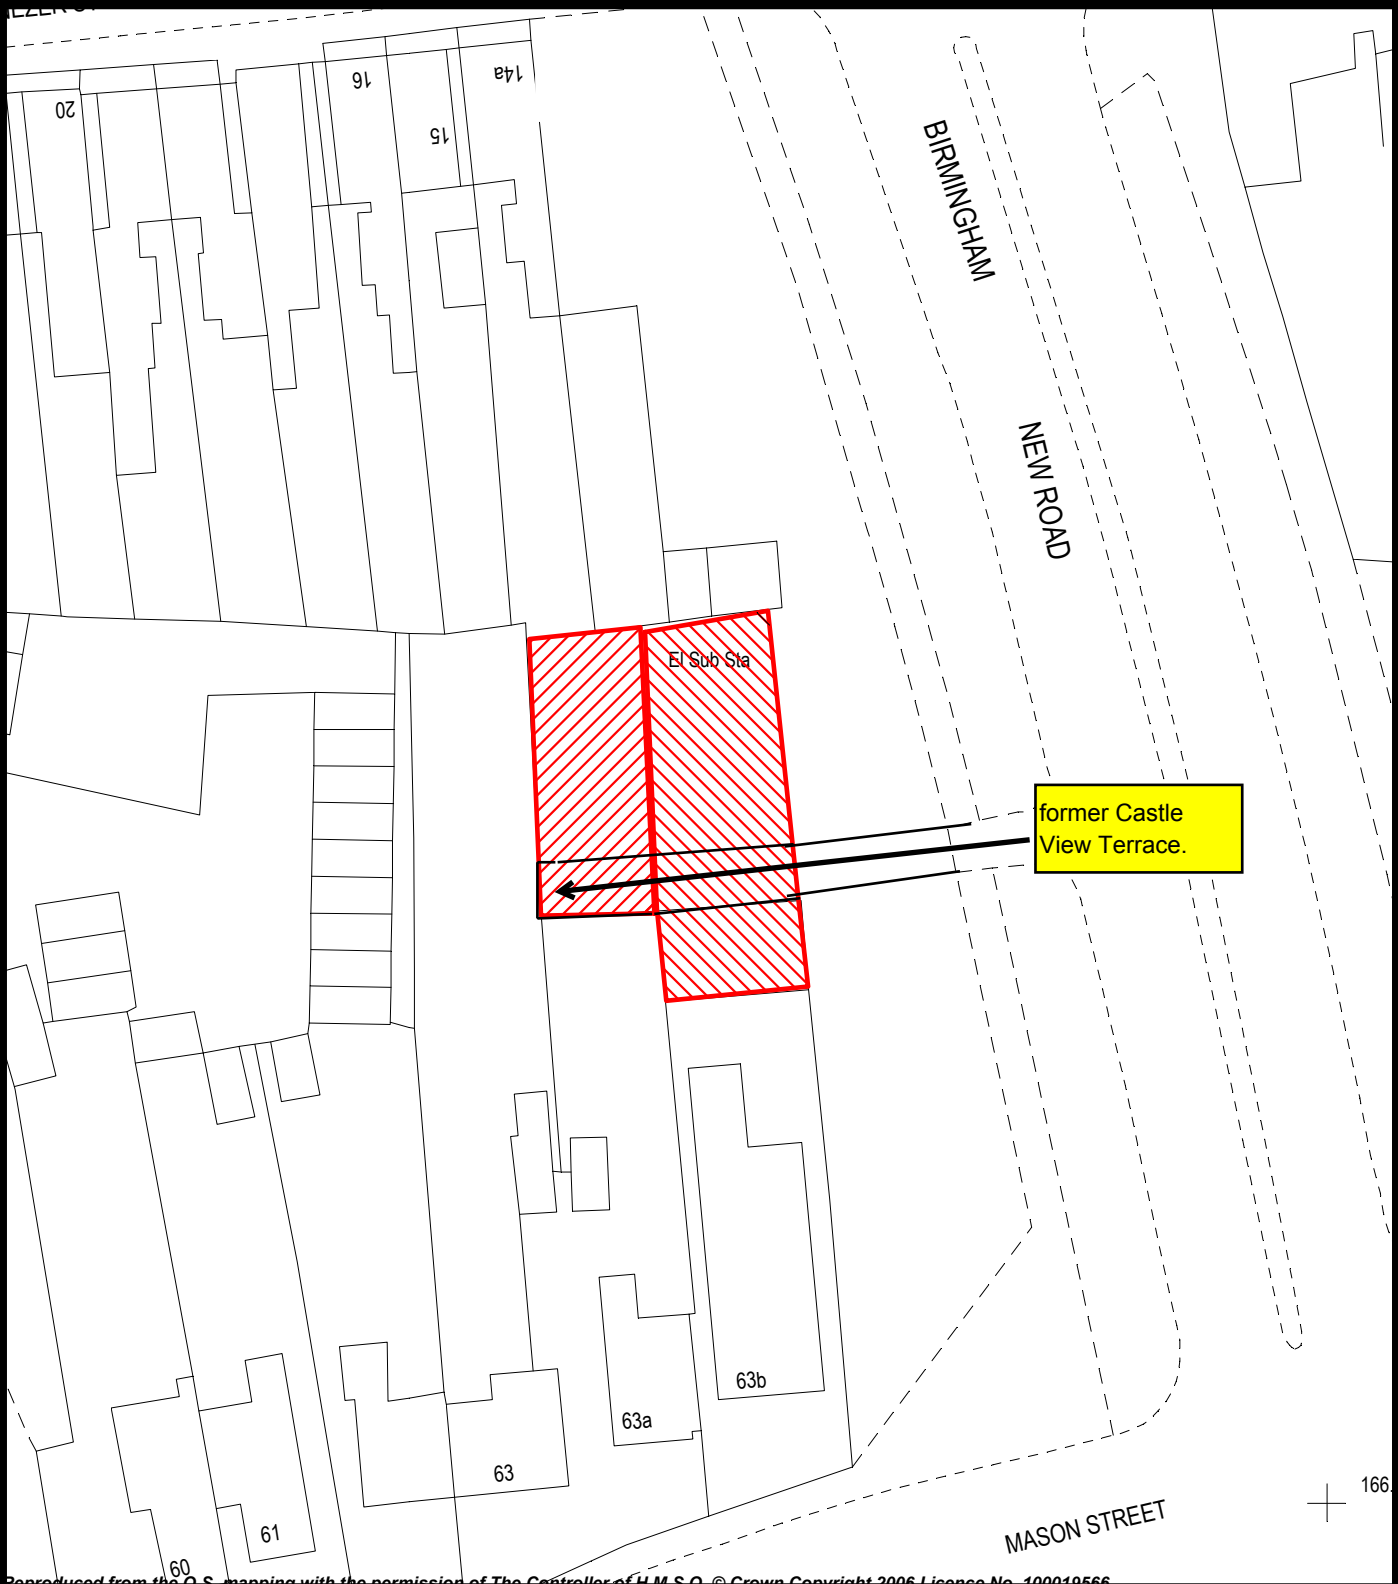 20
16
14a
15
BIRMINGHAM
NEW ROAD
El Sub Sta
former Castle
View Terrace.
63b
63a
63
61
60
MASON STREET
166.
Reproduced from the O.S. mapping with the permission of The Controller of H.M.S.O. © Crown Copyright 2006 Licence No. 100019566